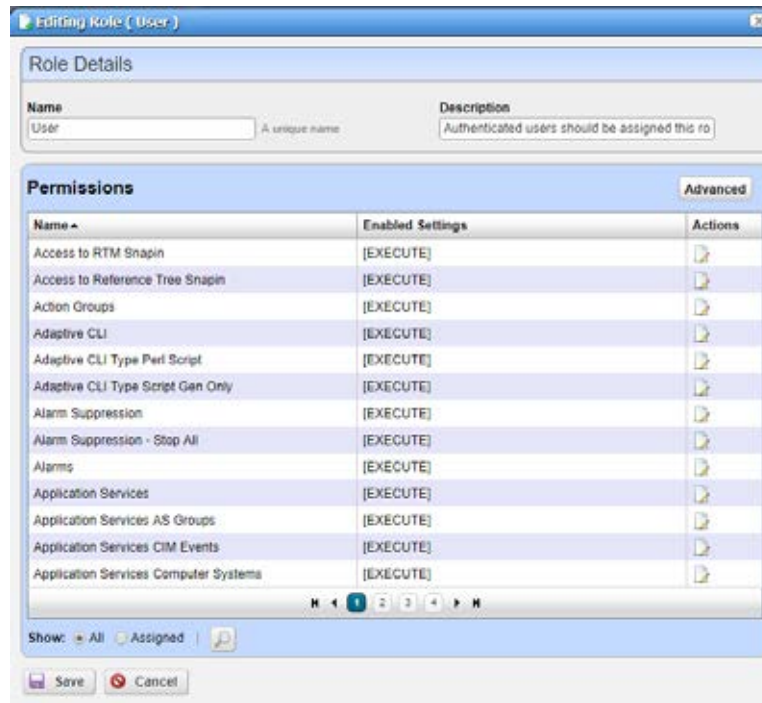 Editing Role ( User )
Role Details
Name
Description
User
A unique name
Authenticated users should be assigned this ro
Permissions
Advanced
Name
Enabled Settings
Actions
Access to RTM Snapin [EXECUTE]
Access to Reference Tree Snapin [EXECUTE]
Action Groups [EXECUTE]
Adaptive CLI [EXECUTE]
Adaptive CLI Type Perl Script [EXECUTE]
Adaptive CLI Type Script Gen Only [EXECUTE]
Alarm Suppression [EXECUTE]
Alarm Suppression - Stop All [EXECUTE]
Alarms [EXECUTE]
Application Services [EXECUTE]
Application Services AS Groups [EXECUTE]
Application Services CIM Events [EXECUTE]
Application Services Computer Systems [EXECUTE]
1 2 3 4
Show: All Assigned |
Save Cancel